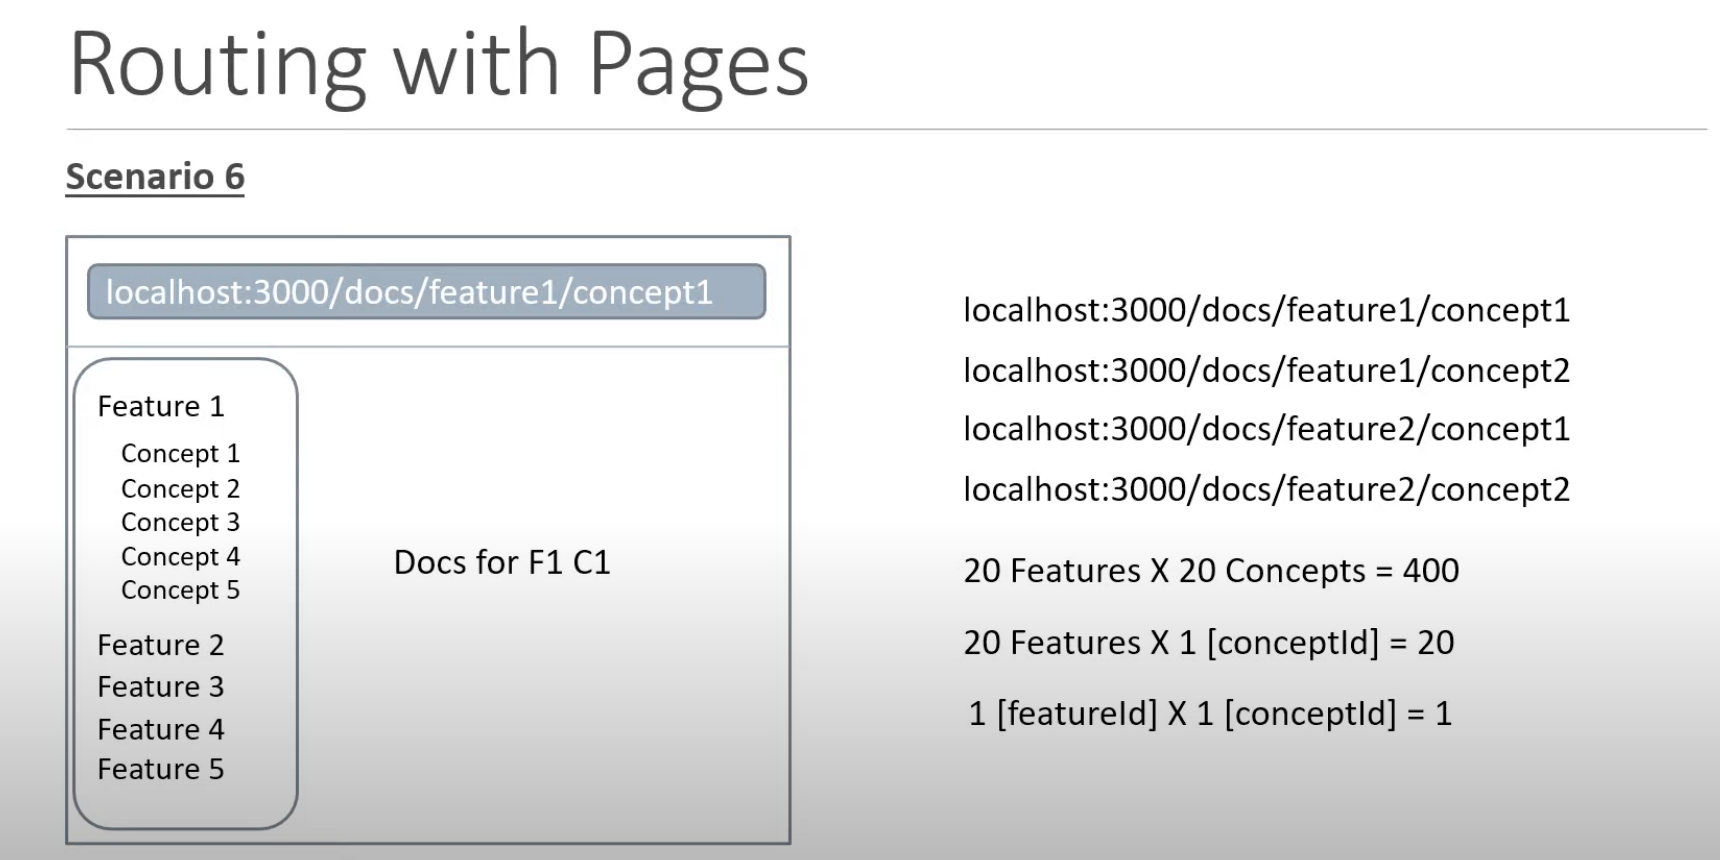 Routing with Pages
Scenario 6
localhost:3000/docs/feature1/concept1
Feature 1
Concept 1
Concept 2
Concept 3
Concept 4
Concept 5
Feature 2
Feature 3
Feature 4
Feature 5
Docs for F1 C1
localhost:3000/docs/feature1/concept1
localhost:3000/docs/feature1/concept2
localhost:3000/docs/feature2/concept1
localhost:3000/docs/feature2/concept2
20 Features X 20 Concepts = 400
20 Features X 1 [conceptId] = 20
1 [featureId] X 1 [conceptId] = 1